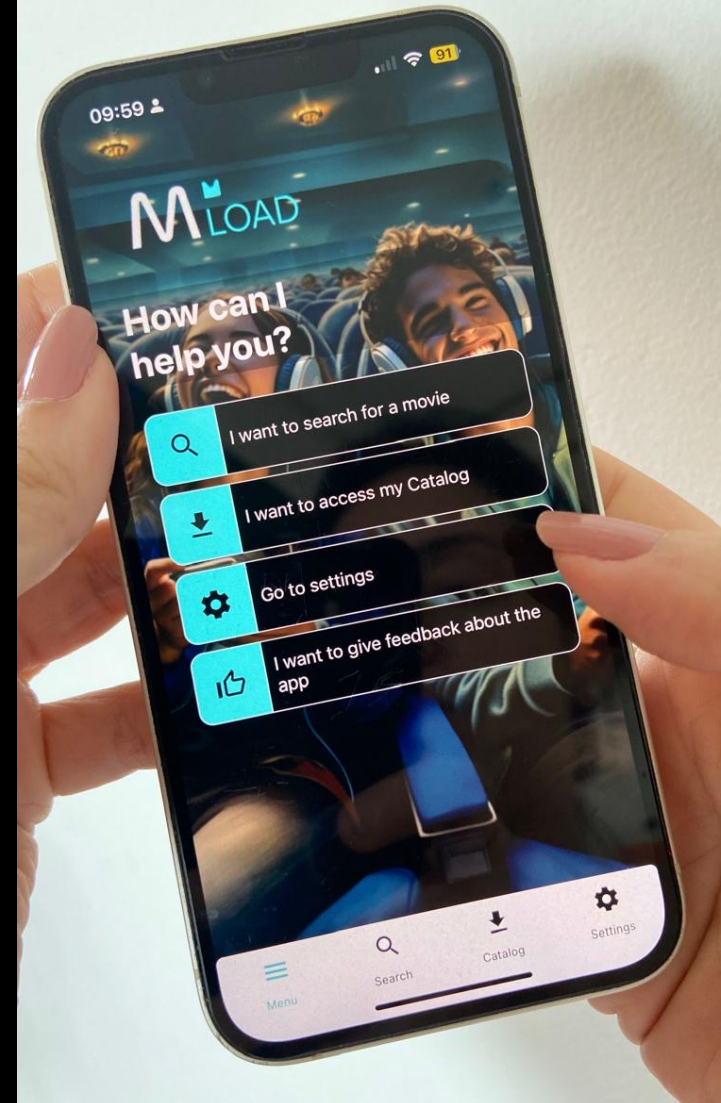 09:59
91
M LOAD
How can I
help you?
I want to search for a movie
I want to access my Catalog
Go to settings
I want to give feedback about the
app
Menu
Search
Catalog
Settings